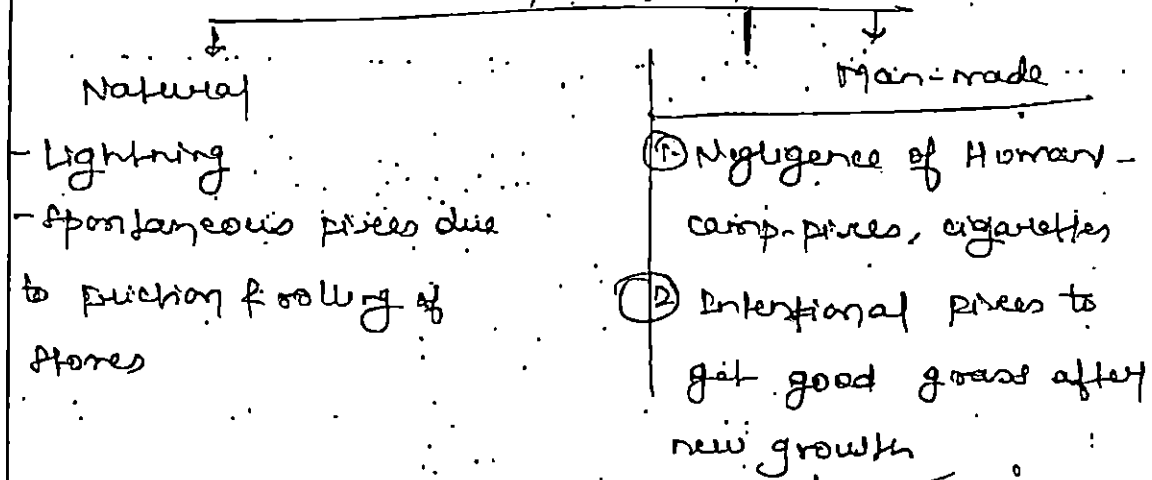 Natural
- Lightning
- Spontaneous fires due
to friction & rolling of
stones
Man-made
① Negligence of Human -
camp-fires, cigarettes
② Intentional fires to
get good grass after
new growth